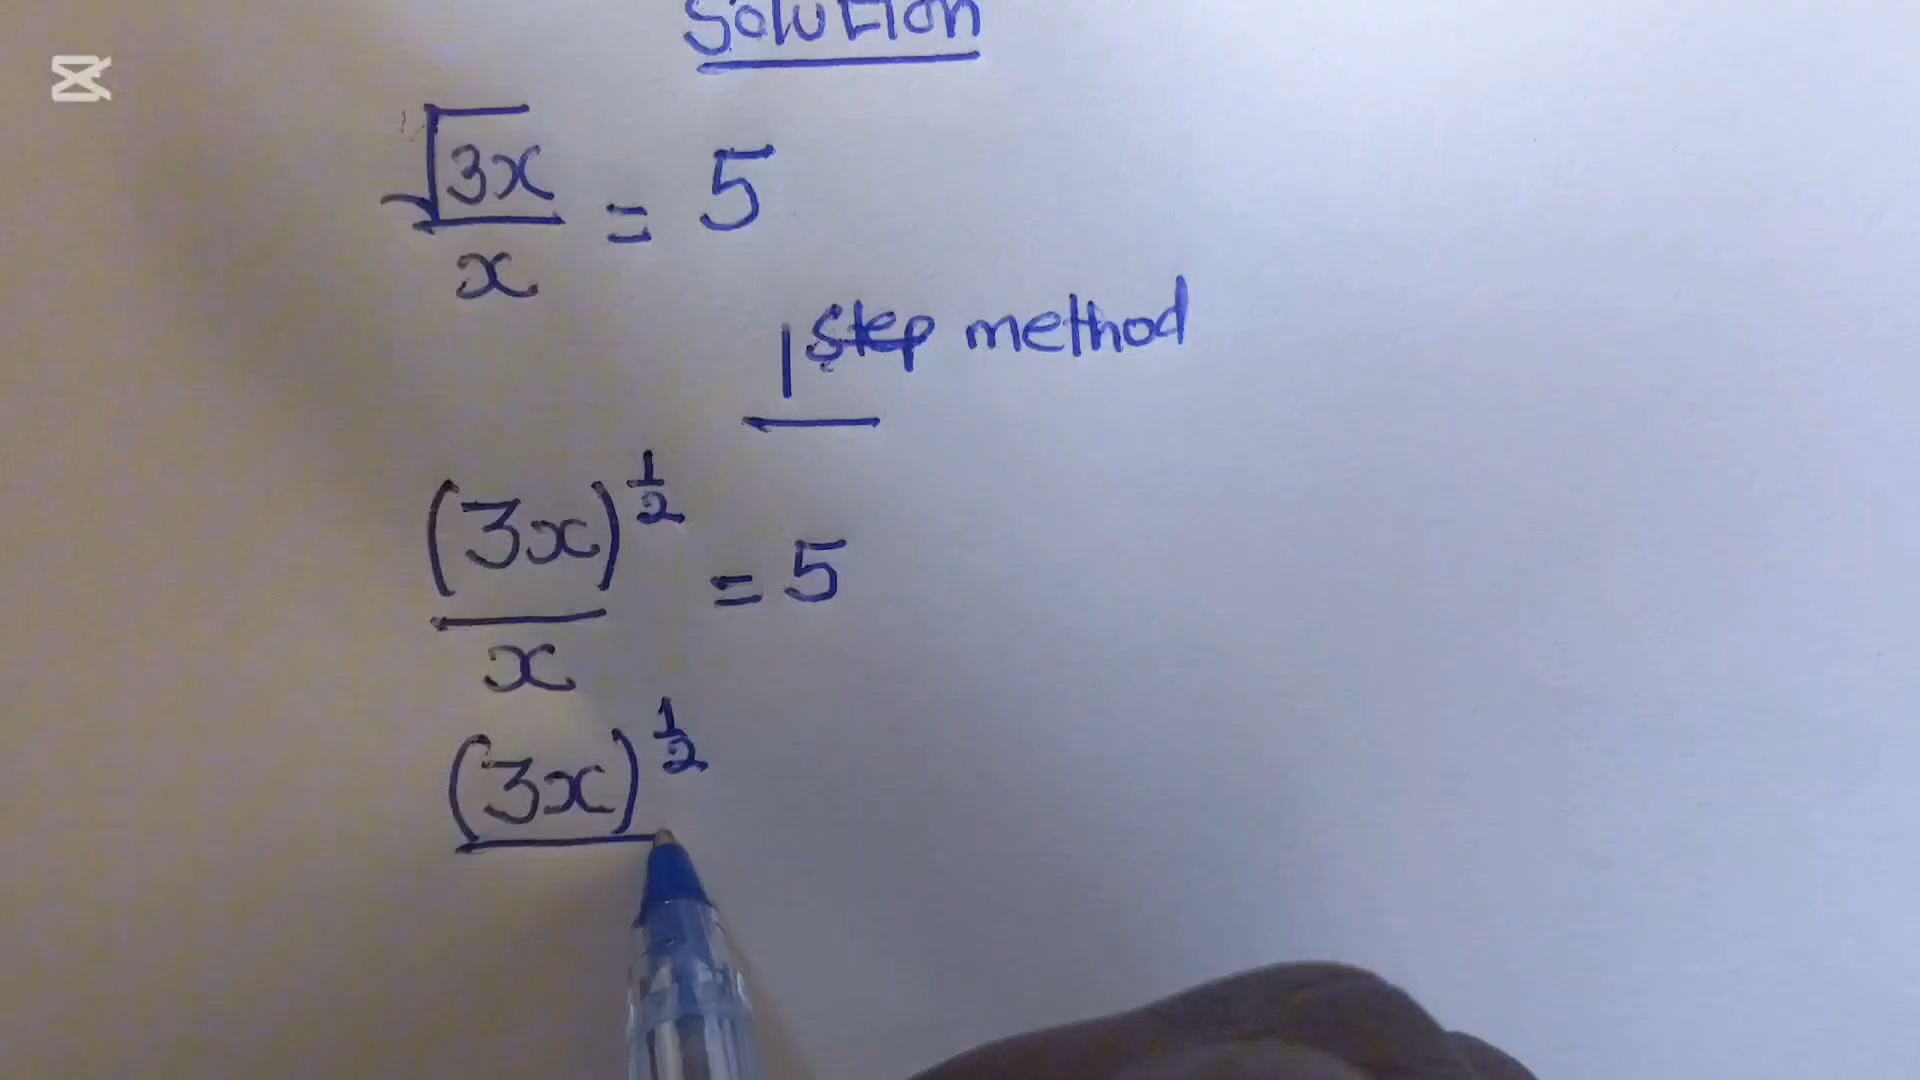 Solution
√3x / x = 5
1 step method
(3x)^1/2 / x = 5
(3x)^1/2